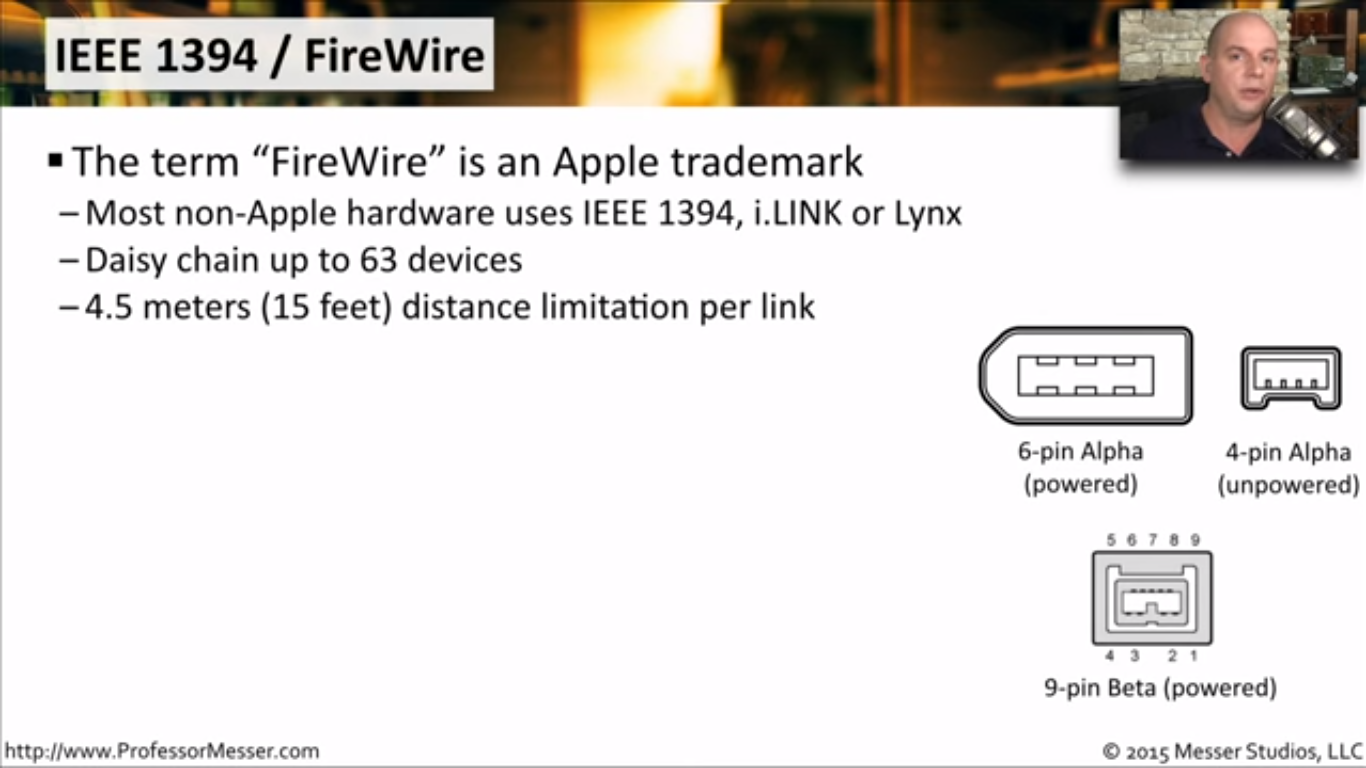 IEEE 1394 / FireWire
▪ The term “FireWire” is an Apple trademark
– Most non-Apple hardware uses IEEE 1394, i.LINK or Lynx
– Daisy chain up to 63 devices
– 4.5 meters (15 feet) distance limitation per link
6-pin Alpha
(powered)
4-pin Alpha
(unpowered)
5 6 7 8 9
4 3 2 1
9-pin Beta (powered)
http://www.ProfessorMesser.com
© 2015 Messer Studios, LLC